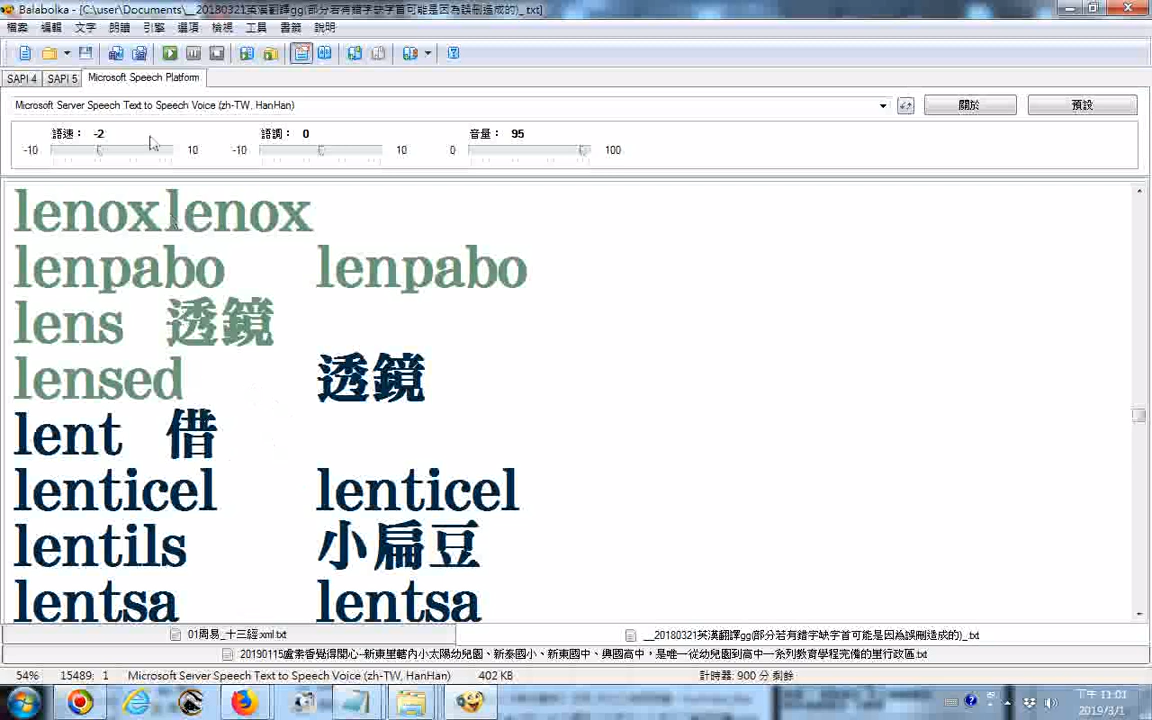 Balabolka - [C:\user\Documents\__20180321英漢翻譯gg(部分若有錯字缺字首可能是因為誤刪造成的)_.txt]
檔案 編輯 文字 朗讀 引擎 選項 檢視 工具 書籤 說明
SAPI 4 SAPI 5 Microsoft Speech Platform
Microsoft Server Speech Text to Speech Voice (zh-TW, HanHan) 關於 預設
語速： -2 語調： 0 音量： 95
-10 10 -10 10 0 100
lenoxlenox
lenpabo lenpabo
lens 透鏡
lensed 透鏡
lent 借
lenticel lenticel
lentils 小扁豆
lentsa lentsa
01周易_十三經.xml.txt __20180321英漢翻譯gg(部分若有錯字缺字首可能是因為誤刪造成的)_.txt
20190115盧素香覺得開心-新東里轄內小太陽幼兒園、新泰國小、新東國中、興國高中，是唯一從幼兒園到高中一系列教育學程完備的里行政區.txt
54% 15489: 1 Microsoft Server Speech Text to Speech Voice (zh-TW, HanHan) 402 KB 計時器: 900 分 剩餘
下午 11:01
2019/3/1